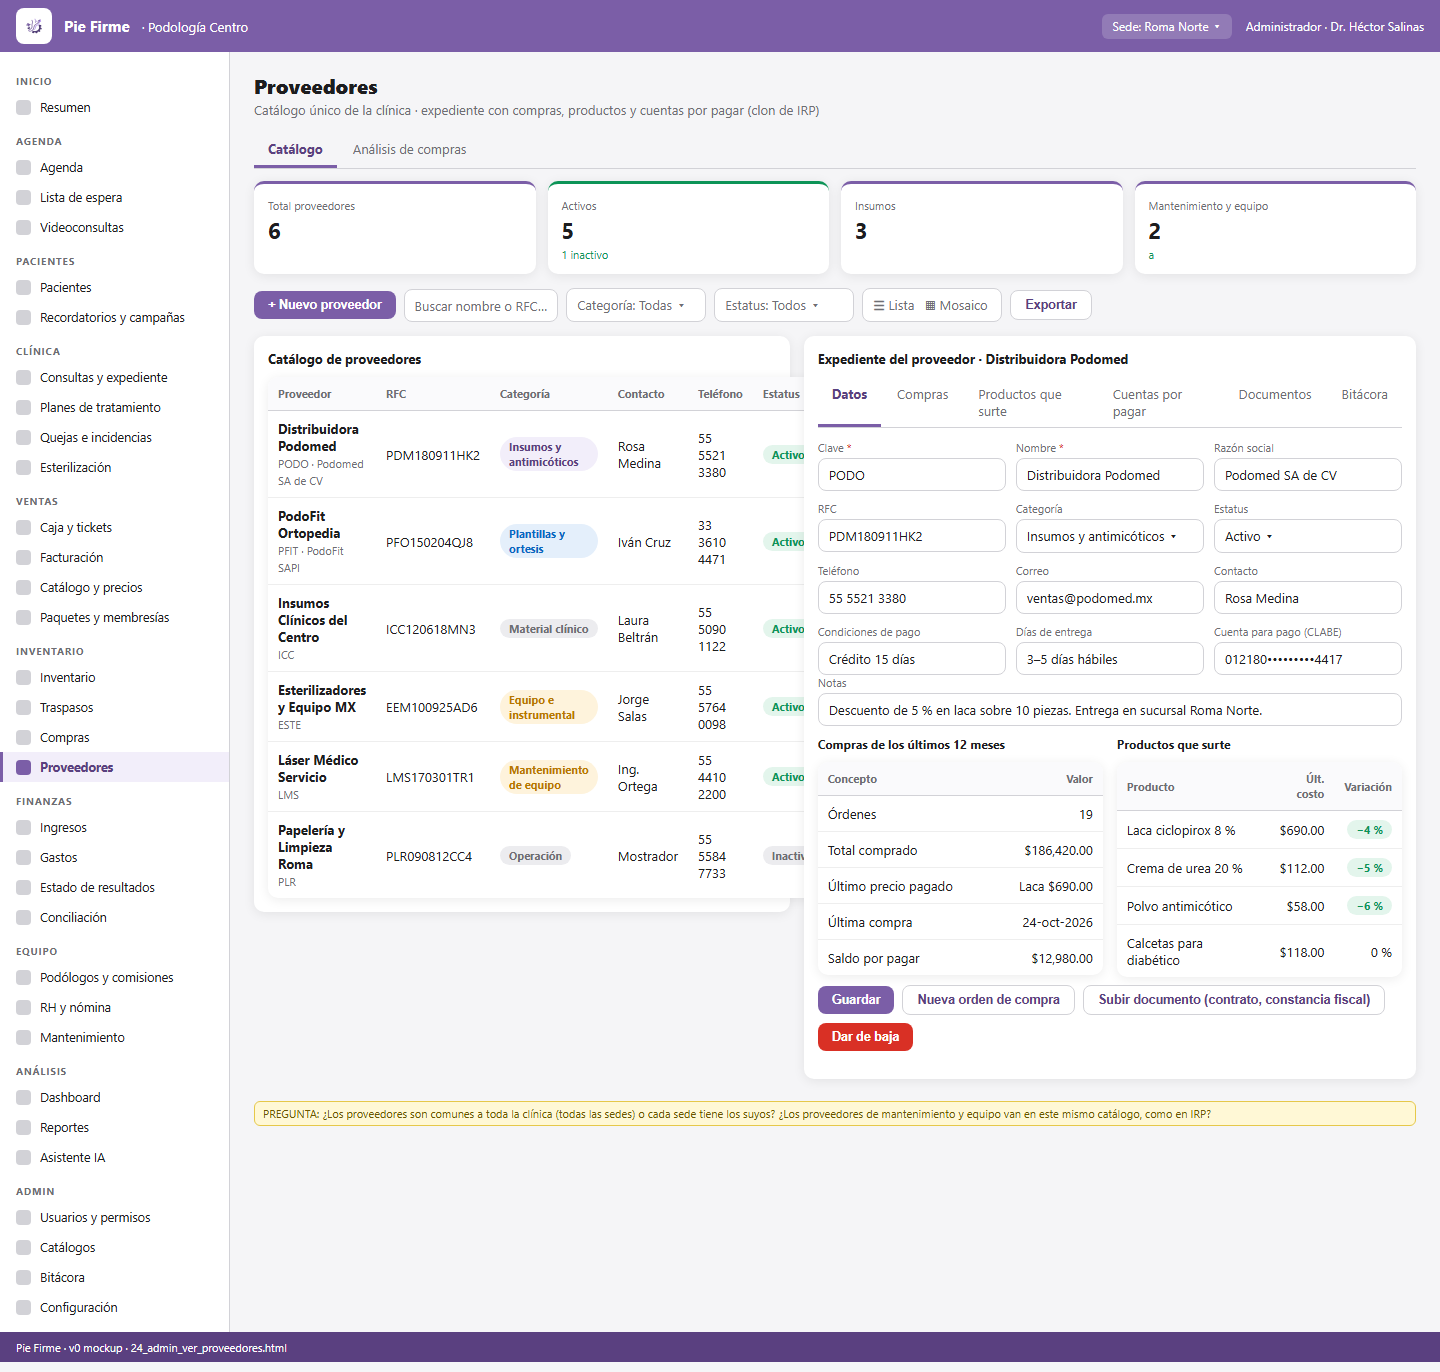 Pie Firme · Podología Centro
Sede: Roma Norte ▾
Administrador · Dr. Héctor Salinas
INICIO
Resumen
AGENDA
Agenda
Lista de espera
Videoconsultas
PACIENTES
Pacientes
Recordatorios y campañas
CLÍNICA
Consultas y expediente
Planes de tratamiento
Quejas e incidencias
Esterilización
VENTAS
Caja y tickets
Facturación
Catálogo y precios
Paquetes y membresías
INVENTARIO
Inventario
Traspasos
Compras
Proveedores
FINANZAS
Ingresos
Gastos
Estado de resultados
Conciliación
EQUIPO
Podólogos y comisiones
RH y nómina
Mantenimiento
ANÁLISIS
Dashboard
Reportes
Asistente IA
ADMIN
Usuarios y permisos
Catálogos
Bitácora
Configuración
Proveedores
Catálogo único de la clínica · expediente con compras, productos y cuentas por pagar (clon de IRP)
Catálogo
Análisis de compras
Total proveedores
6
Activos
5
1 inactivo
Insumos
3
Mantenimiento y equipo
2
a
+ Nuevo proveedor
Buscar nombre o RFC...
Categoría: Todas ▾
Estatus: Todos ▾
☰ Lista ▦ Mosaico
Exportar
Catálogo de proveedores
Proveedor RFC Categoría Contacto Teléfono Estatus
Distribuidora
Podomed
PODO · Podomed
SA de CV
PDM180911HK2
Insumos y
antimicóticos
Rosa
Medina
55
5521
3380
Activo
PodoFit
Ortopedia
PFIT · PodoFit
SAPI
PFO150204QJ8
Plantillas y
ortesis
Iván Cruz
33
3610
4471
Activo
Insumos
Clínicos del
Centro
ICC
ICC120618MN3
Material clínico
Laura
Beltrán
55
5090
1122
Activo
Esterilizadores
y Equipo MX
ESTE
EEM100925AD6
Equipo e
instrumental
Jorge
Salas
55
5764
0098
Activo
Láser Médico
Servicio
LMS
LMS170301TR1
Mantenimiento
de equipo
Ing.
Ortega
55
4410
2200
Activo
Papelería y
Limpieza
Roma
PLR
PLR090812CC4
Operación
Mostrador
55
5584
7733
Inactiv
Expediente del proveedor · Distribuidora Podomed
Datos
Compras
Productos que
surte
Cuentas por
pagar
Documentos
Bitácora
Clave *
PODO
Nombre *
Distribuidora Podomed
Razón social
Podomed SA de CV
RFC
PDM180911HK2
Categoría
Insumos y antimicóticos ▾
Estatus
Activo ▾
Teléfono
55 5521 3380
Correo
ventas@podomed.mx
Contacto
Rosa Medina
Condiciones de pago
Crédito 15 días
Días de entrega
3–5 días hábiles
Cuenta para pago (CLABE)
012180•••••••••4417
Notas
Descuento de 5 % en laca sobre 10 piezas. Entrega en sucursal Roma Norte.
Compras de los últimos 12 meses
Concepto Valor
Órdenes 19
Total comprado $186,420.00
Último precio pagado Laca $690.00
Última compra 24-oct-2026
Saldo por pagar $12,980.00
Productos que surte
Producto
Últ.
costo
Variación
Laca ciclopirox 8 % $690.00 −4 %
Crema de urea 20 % $112.00 −5 %
Polvo antimicótico $58.00 −6 %
Calcetas para
diabético
$118.00 0 %
Guardar
Nueva orden de compra
Subir documento (contrato, constancia fiscal)
Dar de baja
PREGUNTA: ¿Los proveedores son comunes a toda la clínica (todas las sedes) o cada sede tiene los suyos? ¿Los proveedores de mantenimiento y equipo van en este mismo catálogo, como en IRP?
Pie Firme · v0 mockup · 24_admin_ver_proveedores.html